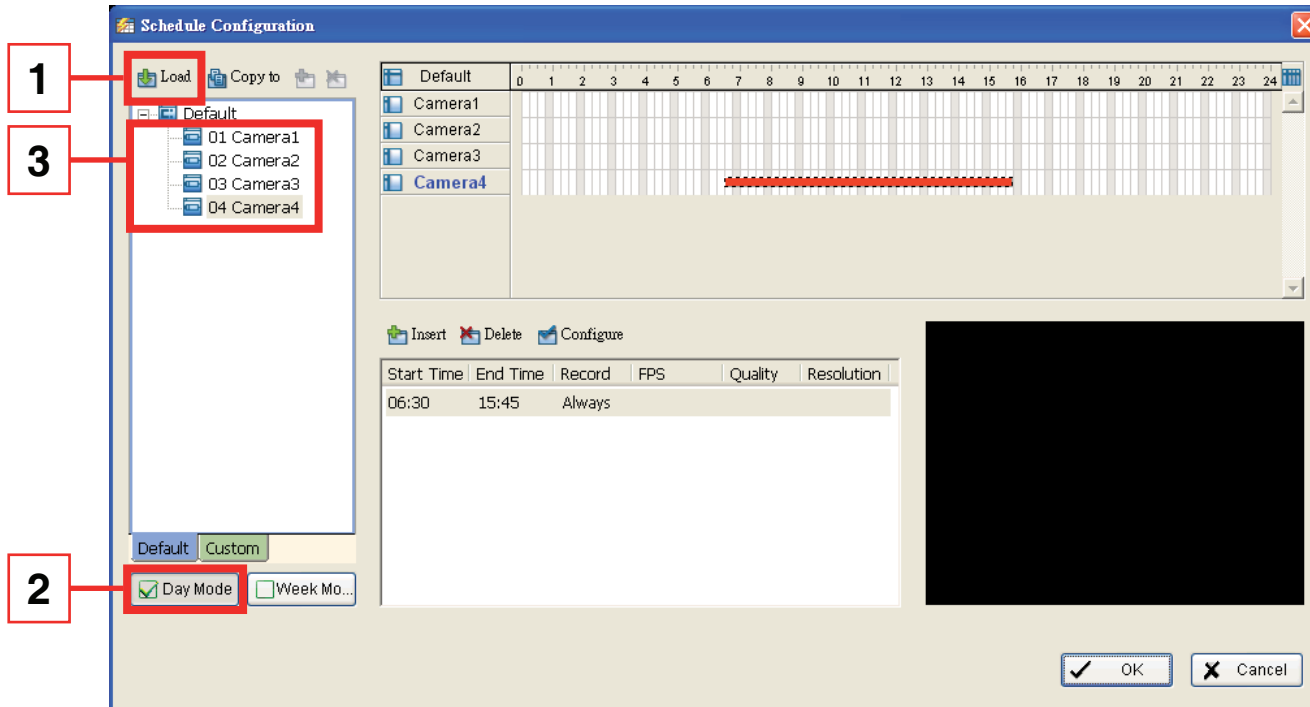 Schedule Configuration
1
Load Copy to
Default 0 1 2 3 4 5 6 7 8 9 10 11 12 13 14 15 16 17 18 19 20 21 22 23 24
Default
Camera1
01 Camera1
Camera2
3
02 Camera2
Camera3
03 Camera3
Camera4
04 Camera4
Insert Delete Configure
Start Time End Time Record FPS Quality Resolution
06:30 15:45 Always
Default Custom
2
Day Mode Week Mo...
OK Cancel